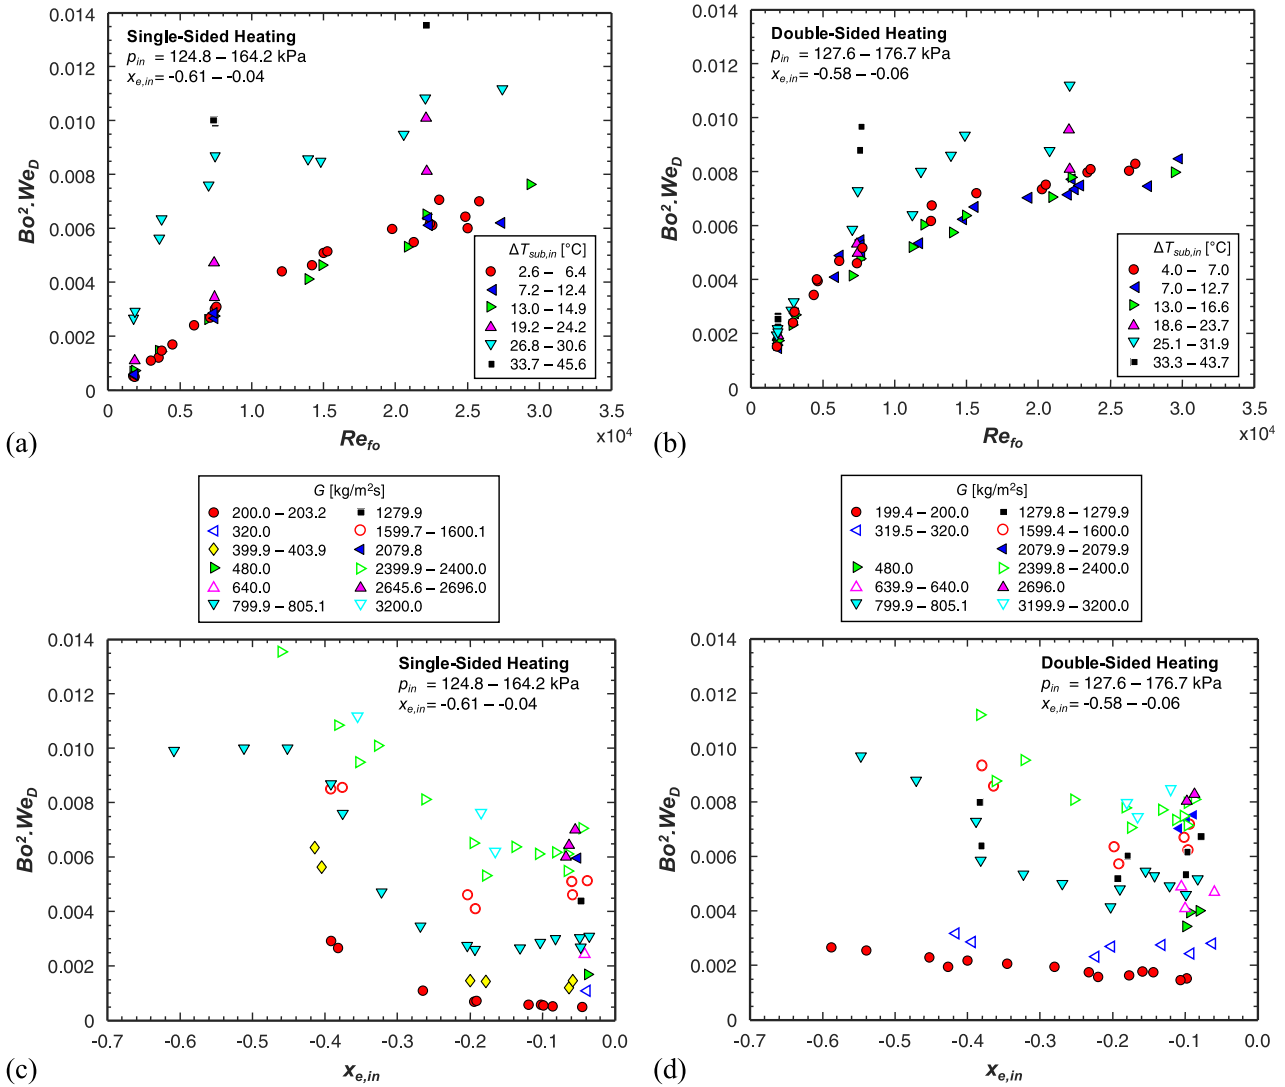 Single-Sided Heating
p_in = 124.8 – 164.2 kPa
x_e,in = -0.61 – -0.04
0.014
0.012
0.010
0.008
0.006
0.004
0.002
0
Bo².We_D
ΔT_sub,in [°C]
2.6 – 6.4
7.2 – 12.4
13.0 – 14.9
19.2 – 24.2
26.8 – 30.6
33.7 – 45.6
0 0.5 1.0 1.5 2.0 2.5 3.0 3.5
x10⁴
Re_fo
(a)
Double-Sided Heating
p_in = 127.6 – 176.7 kPa
x_e,in = -0.58 – -0.06
0.014
0.012
0.010
0.008
0.006
0.004
0.002
0
Bo².We_D
ΔT_sub,in [°C]
4.0 – 7.0
7.0 – 12.7
13.0 – 16.6
18.6 – 23.7
25.1 – 31.9
33.3 – 43.7
0 0.5 1.0 1.5 2.0 2.5 3.0 3.5
x10⁴
Re_fo
(b)
G [kg/m²s]
200.0 – 203.2 1279.9
320.0 1599.7 – 1600.1
399.9 – 403.9 2079.8
480.0 2399.9 – 2400.0
640.0 2645.6 – 2696.0
799.9 – 805.1 3200.0
Single-Sided Heating
p_in = 124.8 – 164.2 kPa
x_e,in = -0.61 – -0.04
0.014
0.012
0.010
0.008
0.006
0.004
0.002
0
Bo².We_D
-0.7 -0.6 -0.5 -0.4 -0.3 -0.2 -0.1 0.0
x_e,in
(c)
G [kg/m²s]
199.4 – 200.0 1279.8 – 1279.9
319.5 – 320.0 1599.4 – 1600.0
2079.9 – 2079.9
480.0 2399.8 – 2400.0
639.9 – 640.0 2696.0
799.9 – 805.1 3199.9 – 3200.0
Double-Sided Heating
p_in = 127.6 – 176.7 kPa
x_e,in = -0.58 – -0.06
0.014
0.012
0.010
0.008
0.006
0.004
0.002
0
Bo².We_D
-0.7 -0.6 -0.5 -0.4 -0.3 -0.2 -0.1 0.0
x_e,in
(d)